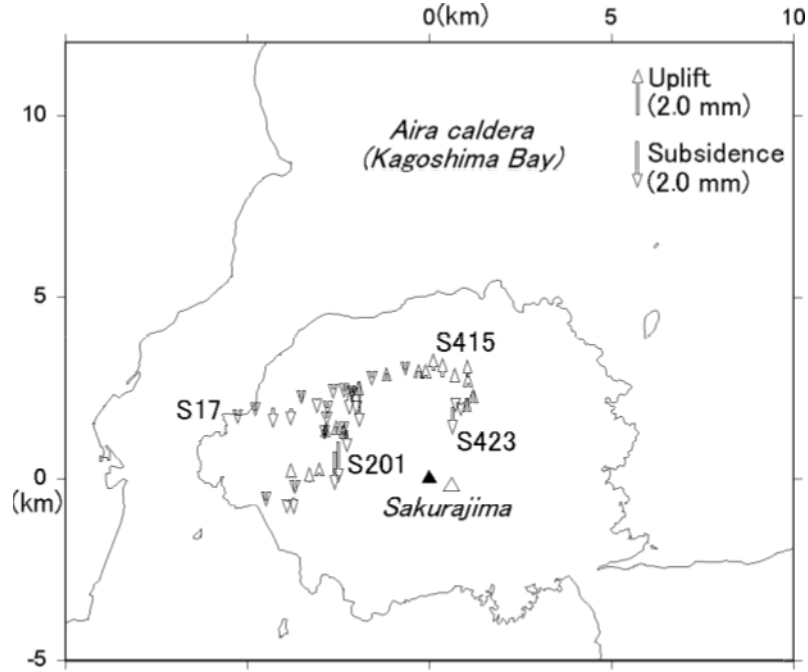 0(km)
5
10
10
Uplift
(2.0 mm)
Aira caldera
(Kagoshima Bay)
Subsidence
(2.0 mm)
5
S415
S17
S423
S201
0
(km)
Sakurajima
-5